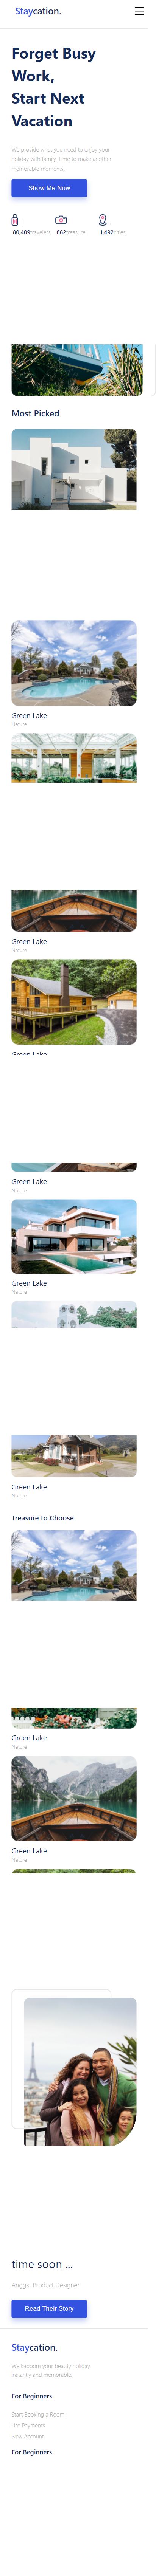 Staycation.
Forget Busy
Work,
Start Next
Vacation
We provide what you need to enjoy your
holiday with family. Time to make another
memorable moments.
Show Me Now
80,409 travelers
862 treasure
1,492 cities
Most Picked
Green Lake
Nature
Green Lake
Nature
Green Lake
Green Lake
Nature
Green Lake
Nature
Green Lake
Nature
Treasure to Choose
Green Lake
Nature
Green Lake
Nature
time soon ...
Angga, Product Designer
Read Their Story
Staycation.
We kaboom your beauty holiday
instantly and memorable.
For Beginners
Start Booking a Room
Use Payments
New Account
For Beginners